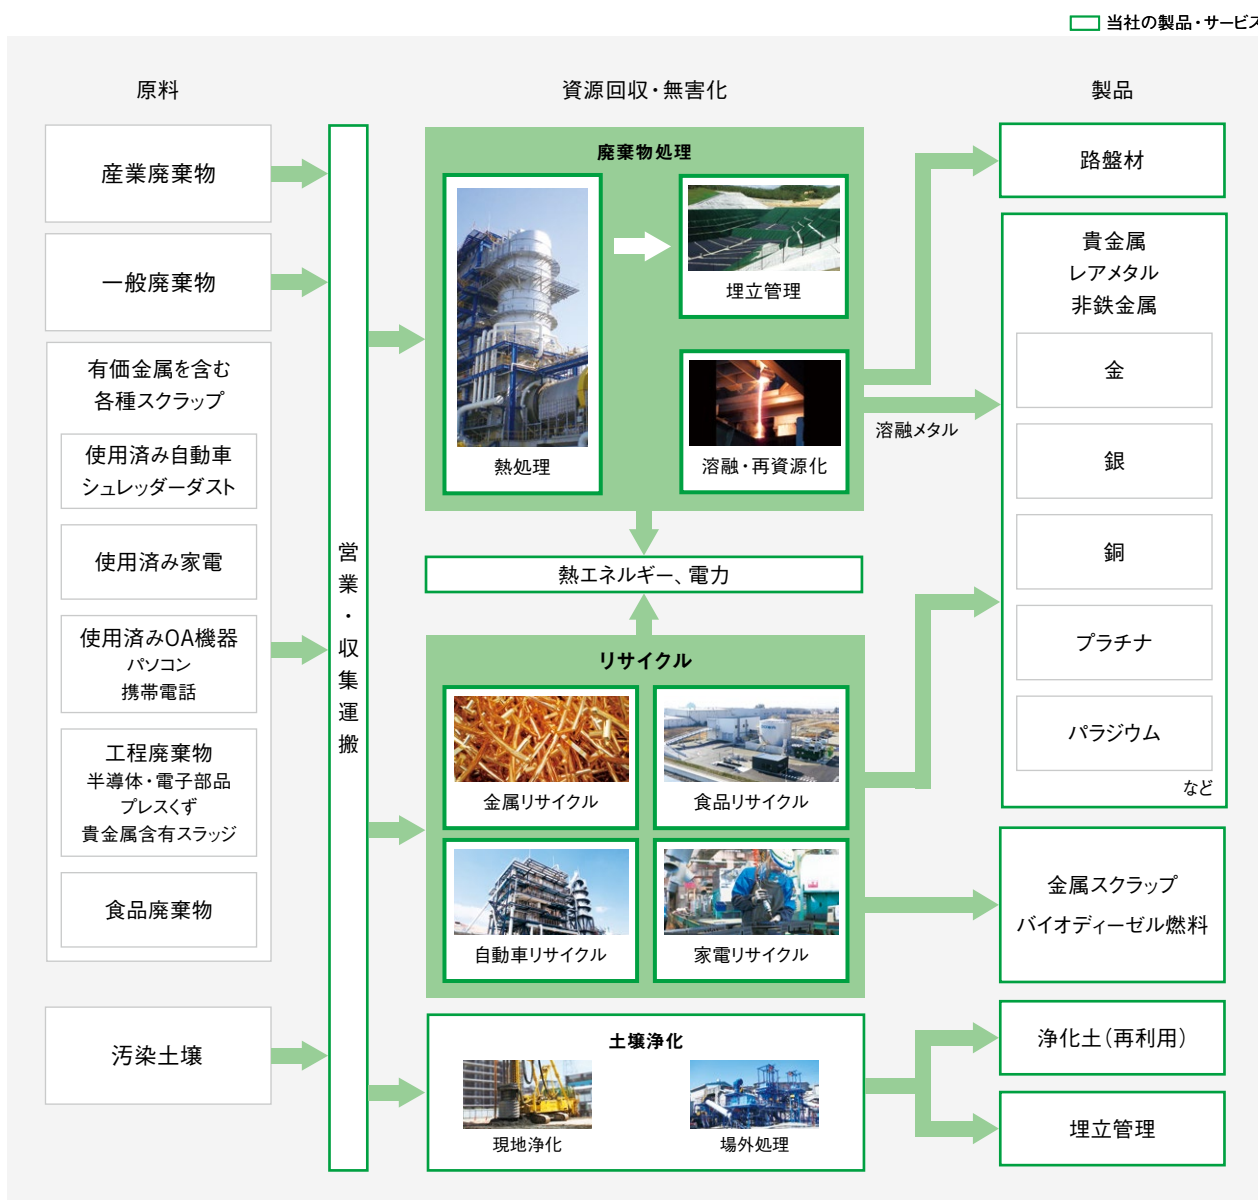 当社の製品・サービス
原料
資源回収・無害化
製品
産業廃棄物
一般廃棄物
有価金属を含む
各種スクラップ
使用済み自動車
シュレッダーダスト
使用済み家電
使用済みOA機器
パソコン
携帯電話
工程廃棄物
半導体・電子部品
プレスくず
貴金属含有スラッジ
食品廃棄物
汚染土壌
営業・収集運搬
廃棄物処理
熱処理
埋立管理
溶融・再資源化
溶融メタル
熱エネルギー、電力
リサイクル
金属リサイクル
食品リサイクル
自動車リサイクル
家電リサイクル
土壌浄化
現地浄化
場外処理
路盤材
貴金属
レアメタル
非鉄金属
金
銀
銅
プラチナ
パラジウム
など
金属スクラップ
バイオディーゼル燃料
浄化土（再利用）
埋立管理